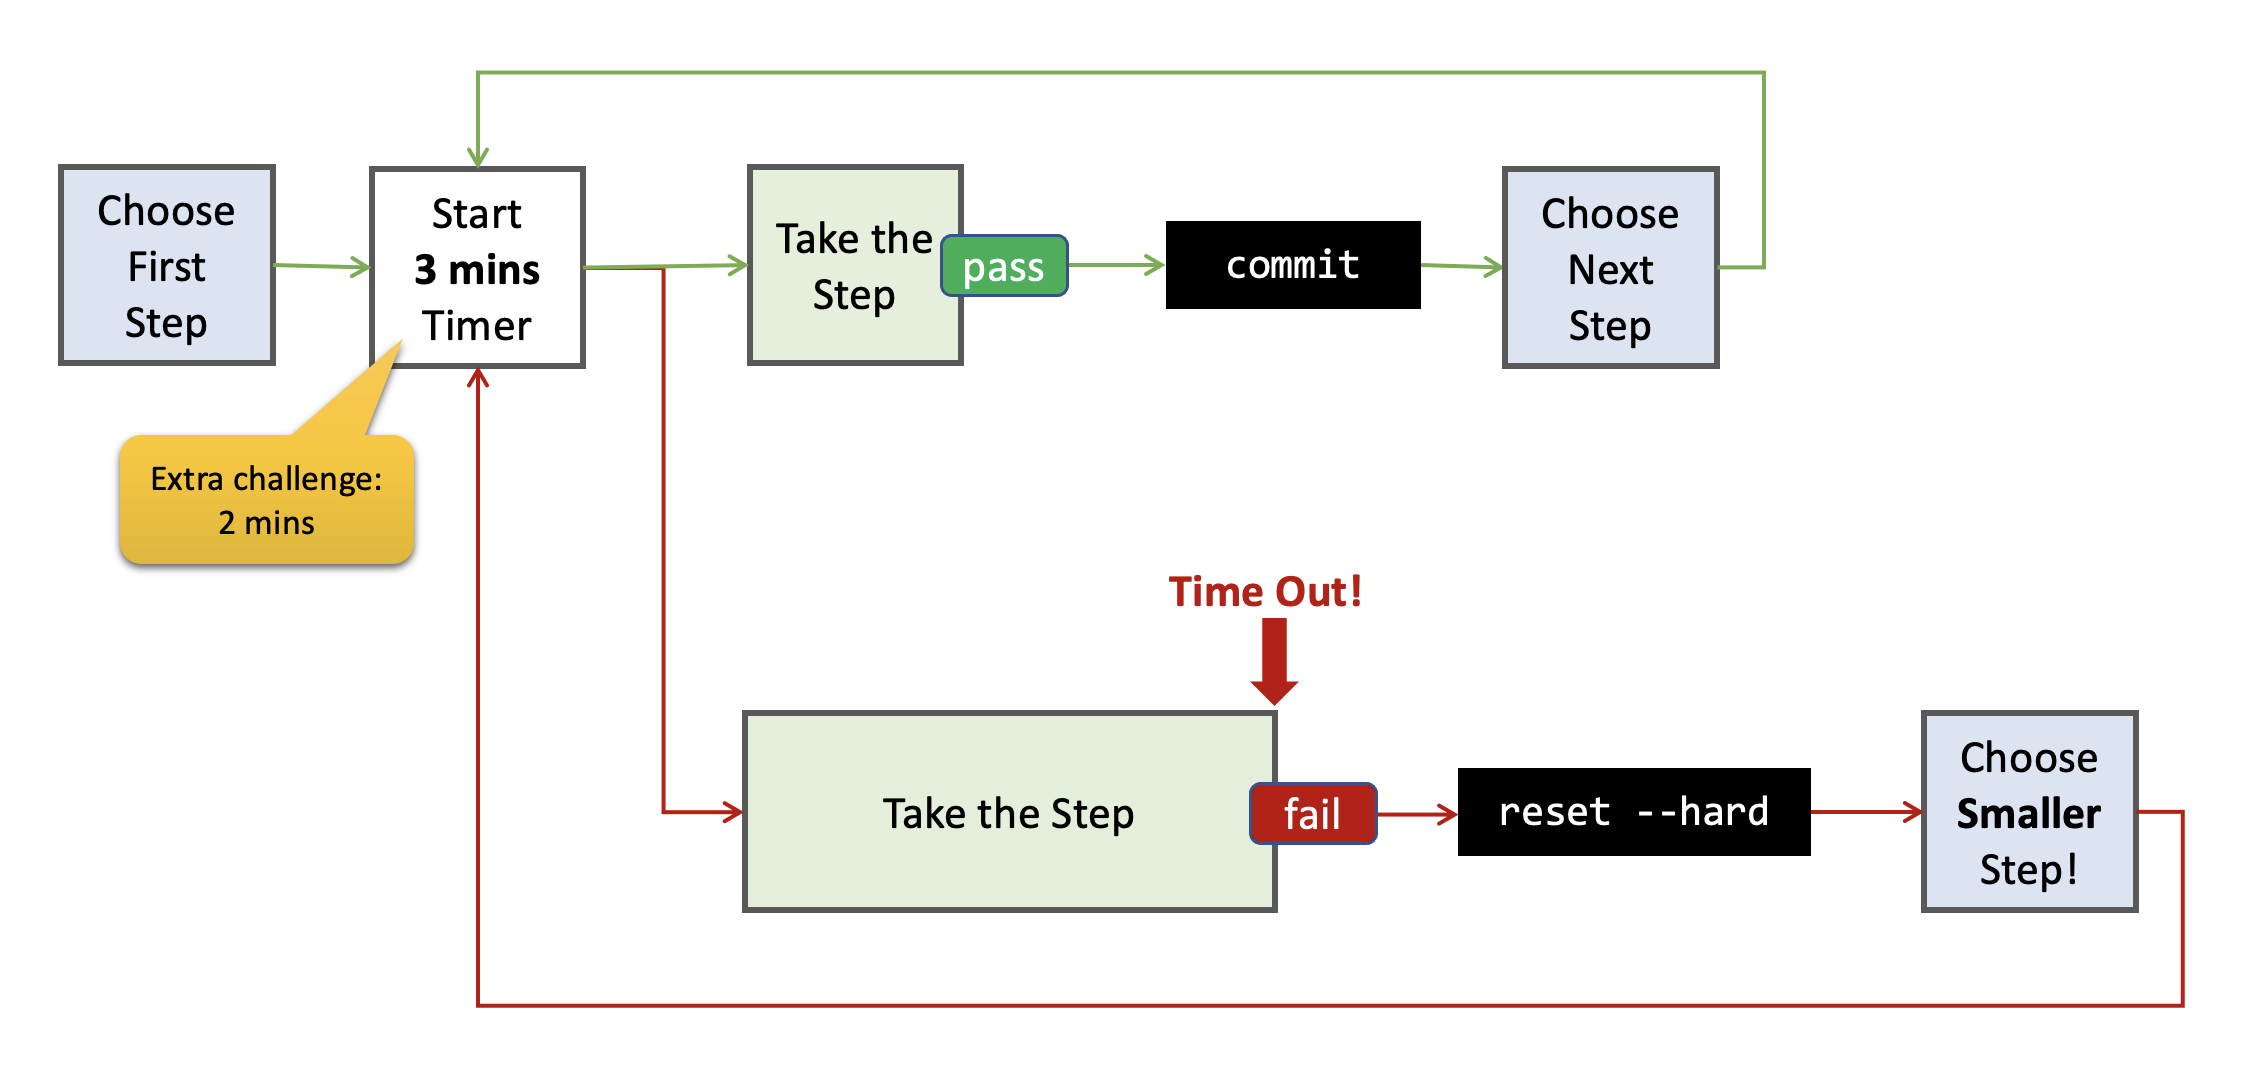 Choose
First
Step
Start
3 mins
Timer
Take the
Step
pass
commit
Choose
Next
Step
Extra challenge:
2 mins
Time Out!
Take the Step
fail
reset --hard
Choose
Smaller
Step!